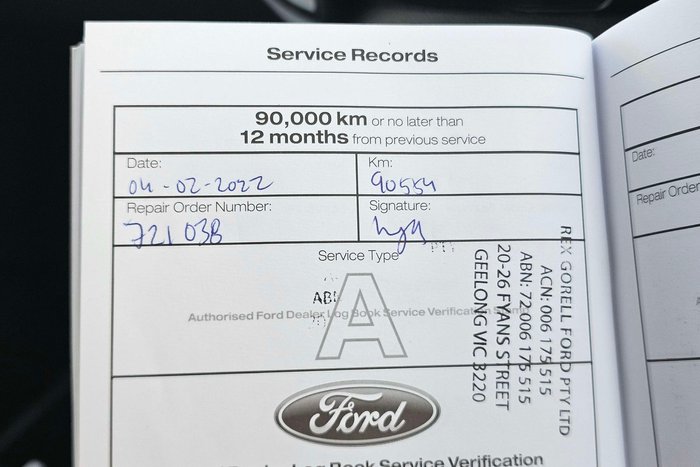 Service Records
90,000 km or no later than
12 months from previous service
Date:
04-02-2022
Km:
90554
Repair Order Number:
72103B
Signature:
Service Type
A
Authorised Ford Dealer Log Book Service Verification
REX GORELL FORD PTY LTD
ACN: 006 175 515
ABN: 72 006 175 515
20-26 FYANS STREET
GEELONG VIC 3220
Ford
Log Book Service Verification
Date:
Repair Order